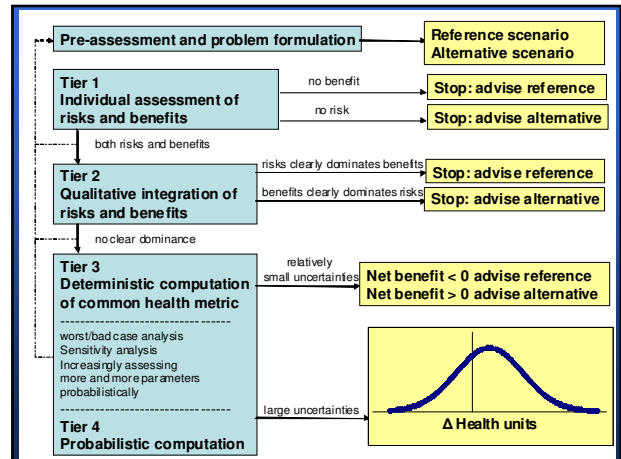 Pre-assessment and problem formulation
Reference scenario
Alternative scenario
Tier 1
Individual assessment of
risks and benefits
no benefit
Stop: advise reference
no risk
Stop: advise alternative
both risks and benefits
Tier 2
Qualitative integration of
risks and benefits
risks clearly dominates benefits
Stop: advise reference
benefits clearly dominates risks
Stop: advise alternative
no clear dominance
Tier 3
Deterministic computation
of common health metric
relatively
small uncertainties
Net benefit < 0 advise reference
Net benefit > 0 advise alternative
------------------------------
worst/bad case analysis
Sensitivity analysis
Increasingly assessing
more and more parameters
probabilistically
------------------------------
Tier 4
Probabilistic computation
large uncertainties
Δ Health units